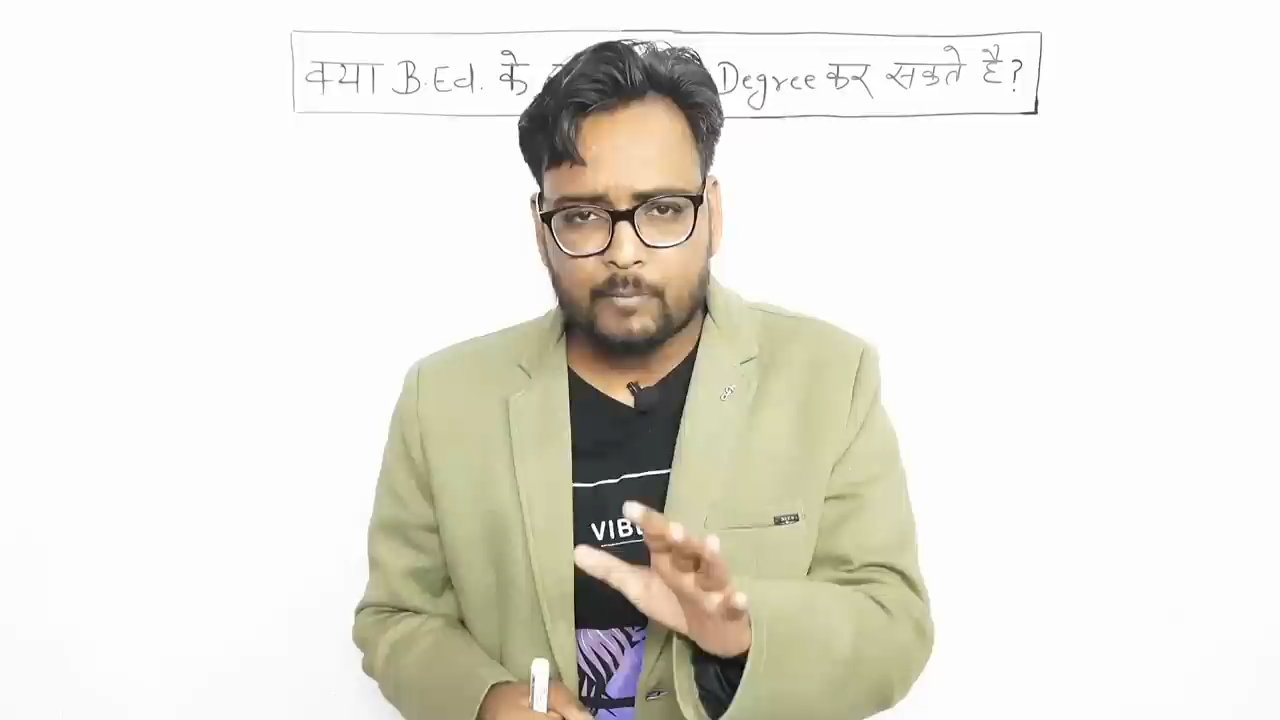 क्या B.Ed. के Degree कर सकते है?